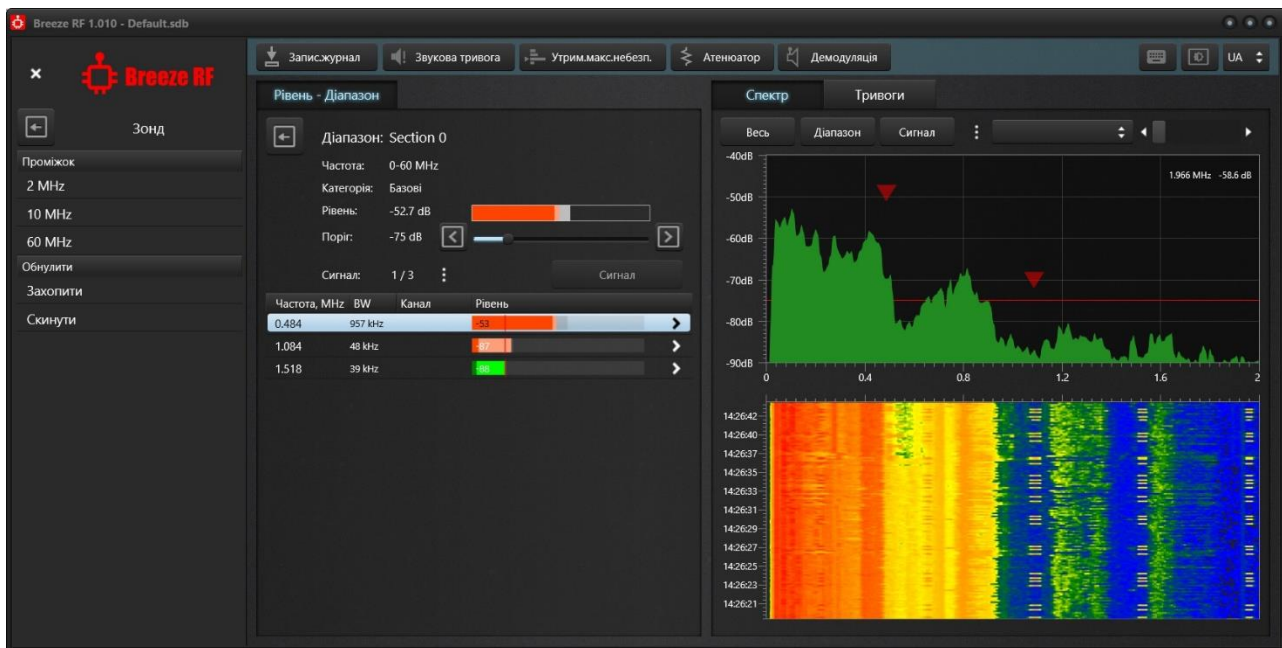 Breeze RF 1.010 - Default.sdb
Breeze RF
Запис.журнал
Звукова тривога
Утрим.макс.небезп.
Атенюатор
Демодуляція
UA
Зонд
Проміжок
2 MHz
10 MHz
60 MHz
Обнулити
Захопити
Скинути
Рівень - Діапазон
Діапазон: Section 0
Частота: 0-60 MHz
Категорія: Базові
Рівень: -52.7 dB
Поріг: -75 dB
Сигнал: 1 / 3 Сигнал
Частота, MHz BW Канал Рівень
0.484 957 kHz -53
1.084 48 kHz -87
1.518 39 kHz -88
Спектр Тривоги
Весь Діапазон Сигнал
1.966 MHz -58.6 dB
-40dB
-50dB
-60dB
-70dB
-80dB
-90dB
0 0.4 0.8 1.2 1.6 2
14:26:42
14:26:40
14:26:37
14:26:35
14:26:33
14:26:31
14:26:29
14:26:27
14:26:25
14:26:23
14:26:21